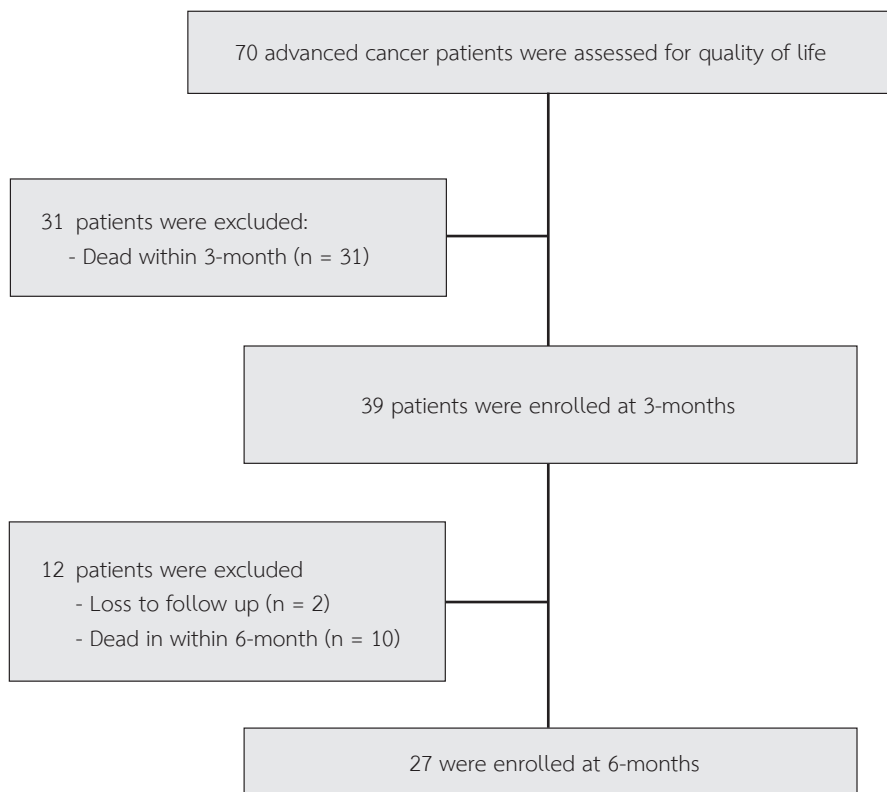 70 advanced cancer patients were assessed for quality of life
31 patients were excluded:
- Dead within 3-month (n = 31)
39 patients were enrolled at 3-months
12 patients were excluded
- Loss to follow up (n = 2)
- Dead in within 6-month (n = 10)
27 were enrolled at 6-months